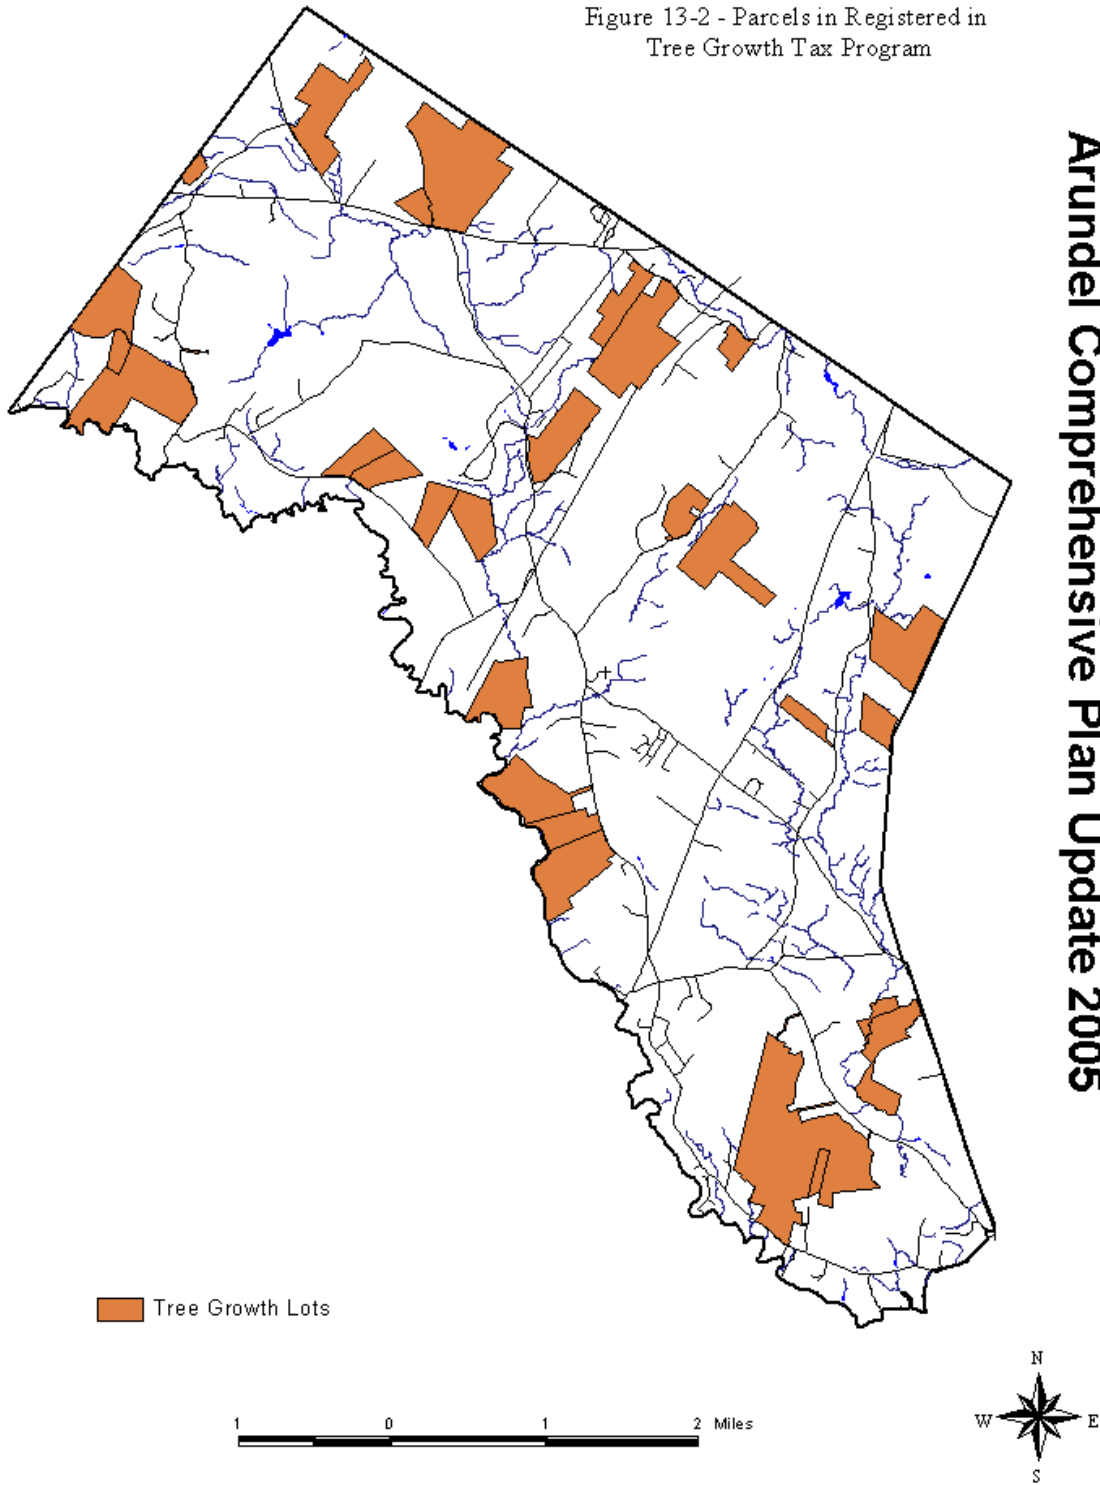 Figure 13-2 - Parcels in Registered in
Tree Growth Tax Program
Arundel Comprehensive Plan Update 2005
Tree Growth Lots
1 0 1 2 Miles
N
W E
S